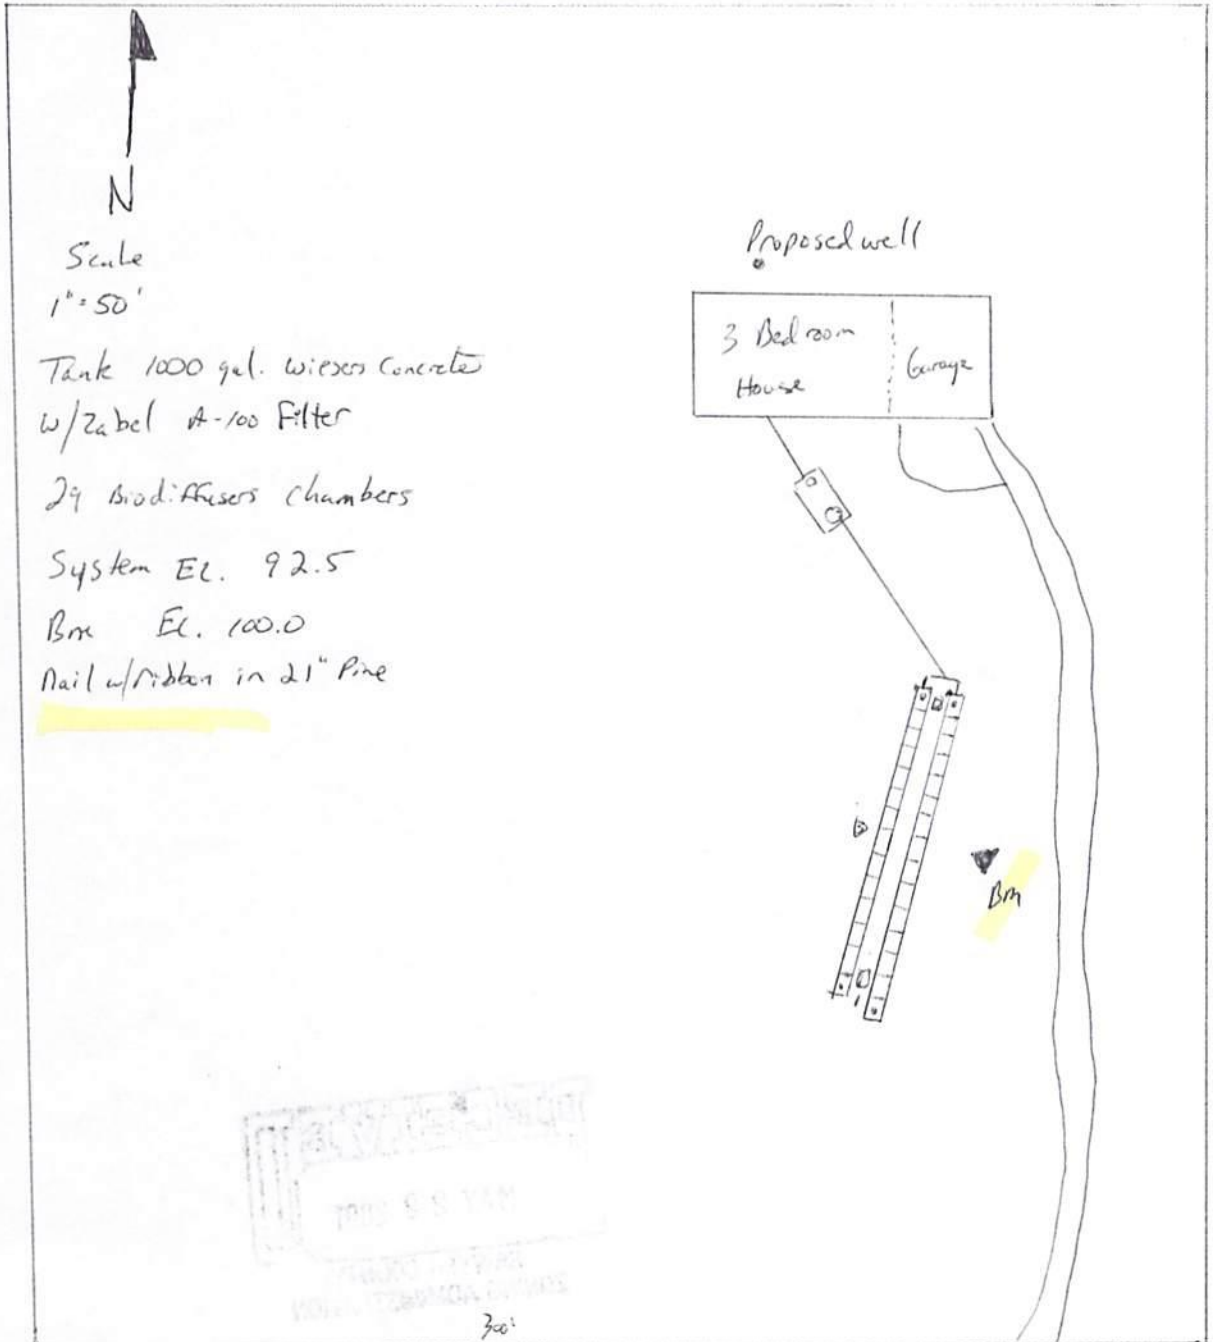 N
Scale
1" = 50'
Tank 1000 gal. Wiesers Concrete
w/Zabel A-100 Filter
29 Biodiffusers chambers
System El. 92.5
Bm El. 100.0
Nail w/ribbon in 21" Pine
Proposed well
3 Bedroom
House
Garage
Bm
300'